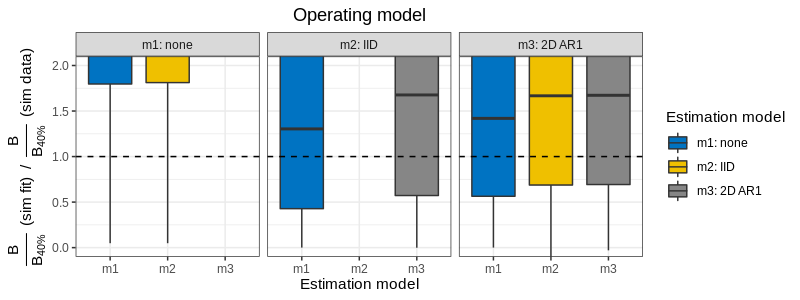 Operating model
m1: none
m2: IID
m3: 2D AR1
B/B40% (sim fit) / B/B40% (sim data)
2.0
1.5
1.0
0.5
0.0
m1 m2 m3
m1 m2 m3
m1 m2 m3
Estimation model
Estimation model
m1: none
m2: IID
m3: 2D AR1